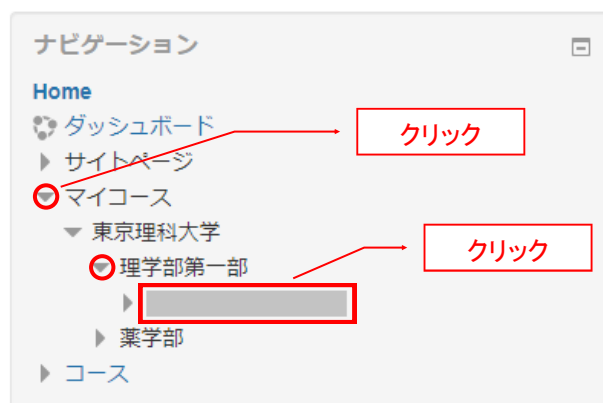 ナビゲーション
Home
ダッシュボード
クリック
サイトページ
マイコース
東京理科大学
クリック
理学部第一部
薬学部
コース